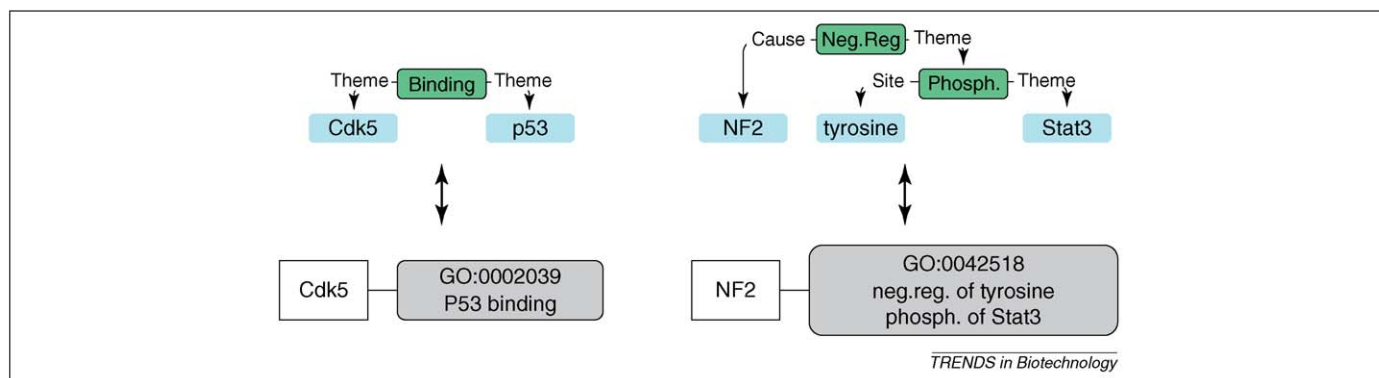 Cause Neg.Reg Theme
Theme Binding Theme
Site Phosph. Theme
Cdk5 p53
NF2 tyrosine Stat3
Cdk5
GO:0002039
P53 binding
NF2
GO:0042518
neg.reg. of tyrosine
phosph. of Stat3
TRENDS in Biotechnology